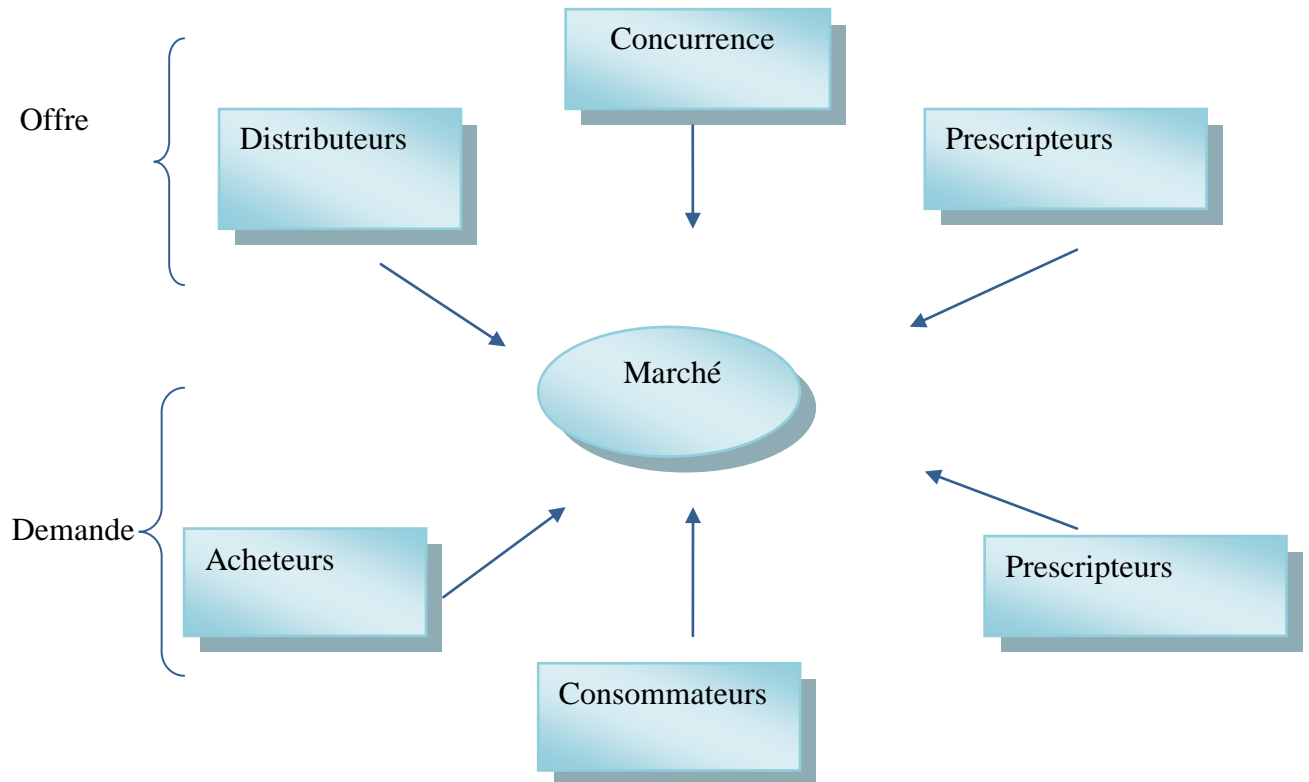 Concurrence
Offre
Distributeurs
Prescripteurs
Marché
Demande
Acheteurs
Prescripteurs
Consommateurs